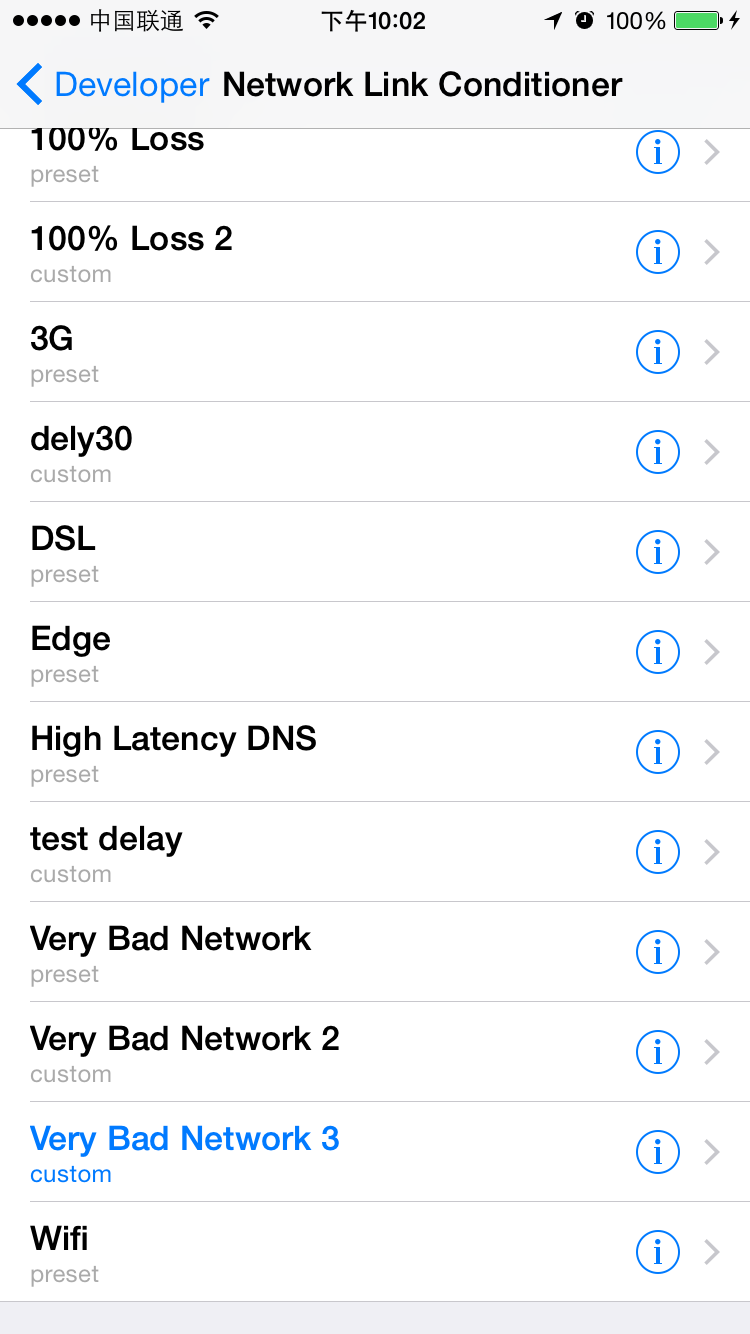 中国联通 下午10:02 100%
Developer Network Link Conditioner
100% Loss
preset
100% Loss 2
custom
3G
preset
dely30
custom
DSL
preset
Edge
preset
High Latency DNS
preset
test delay
custom
Very Bad Network
preset
Very Bad Network 2
custom
Very Bad Network 3
custom
Wifi
preset